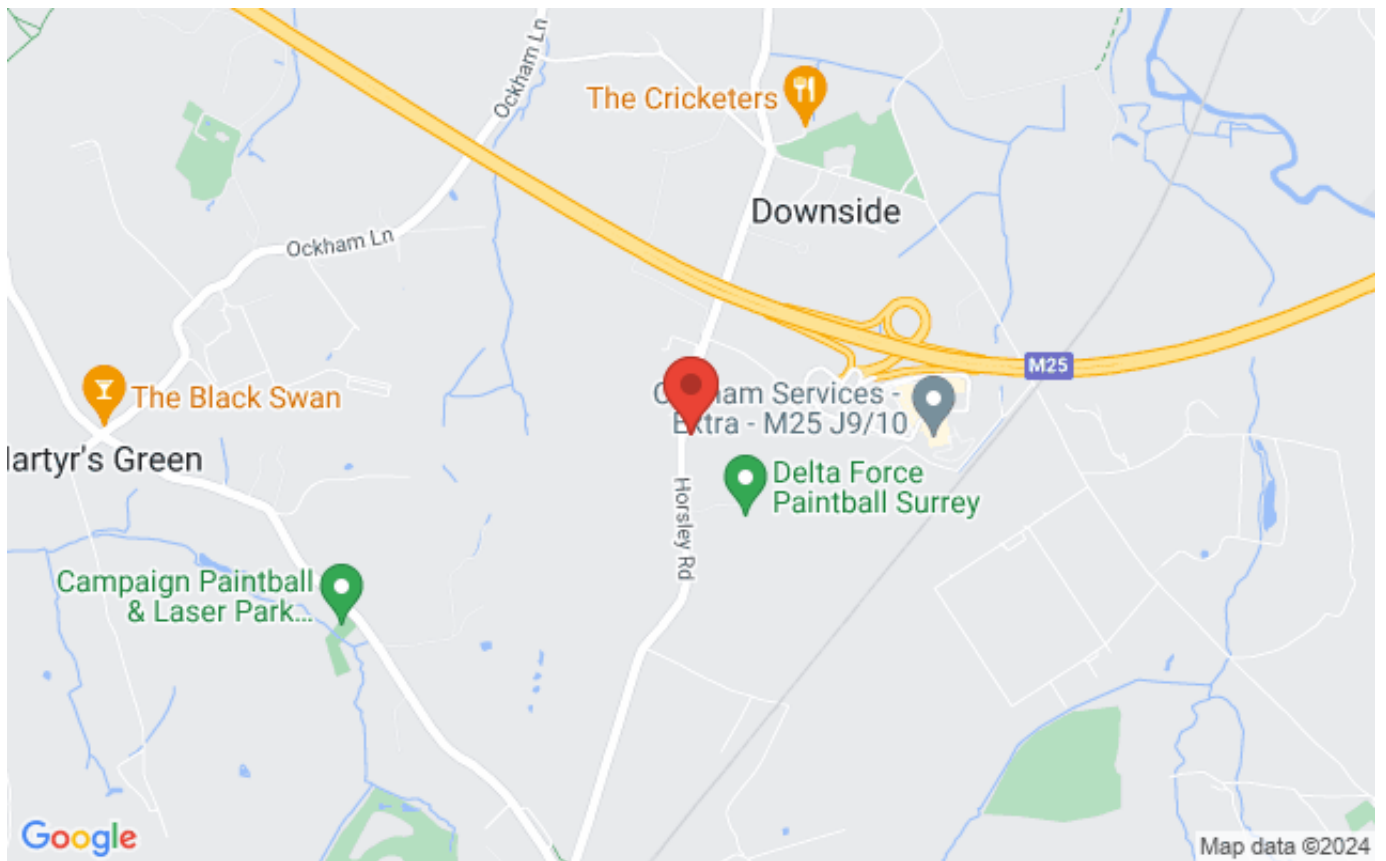 Ockham Ln
The Cricketers
Downside
Ockham Ln
M25
The Black Swan
Services -
Extra - M25 J9/10
artyr's Green
Delta Force
Paintball Surrey
Horsley Rd
Campaign Paintball
& Laser Park...
Google
Map data ©2024